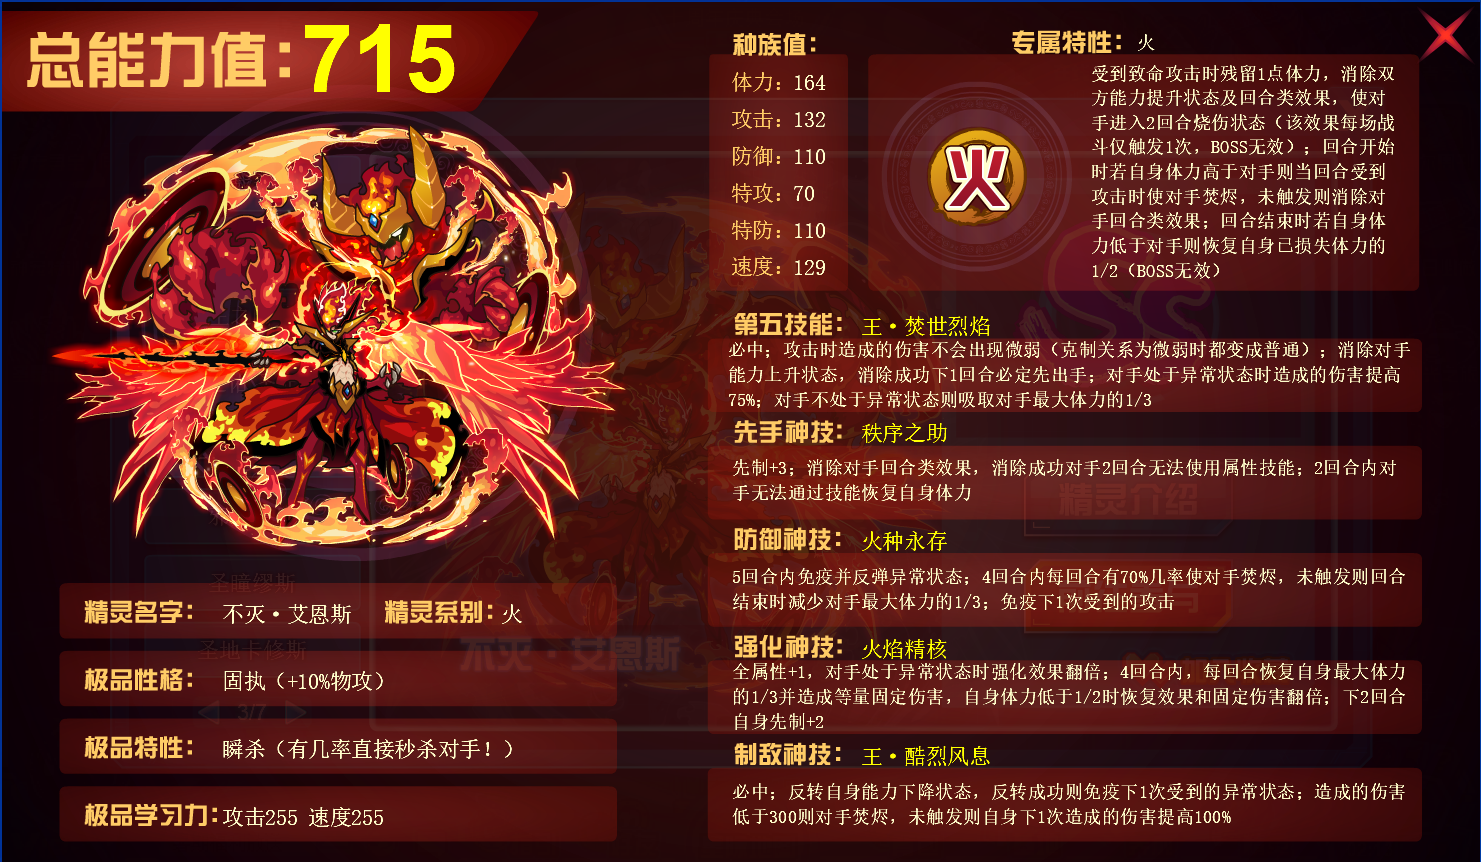 总能力值：715
种族值：
体力：164
攻击：132
防御：110
特攻：70
特防：110
速度：129
专属特性：火
火
受到致命攻击时残留1点体力，消除双
方能力提升状态及回合类效果，使对
手进入2回合烧伤状态（该效果每场战
斗仅触发1次，BOSS无效）；回合开始
时若自身体力高于对手则当回合受到
攻击时使对手焚烬，未触发则消除对
手回合类效果；回合结束时若自身体
力低于对手则恢复自身已损失体力的
1/2（BOSS无效）
第五技能：王·焚世烈焰
必中；攻击时造成的伤害不会出现微弱（克制关系为微弱时都变成普通）；消除对手
能力上升状态，消除成功下1回合必定先出手；对手处于异常状态时造成的伤害提高
75%；对手不处于异常状态则吸取对手最大体力的1/3
先手神技：秩序之助
先制+3；消除对手回合类效果，消除成功对手2回合无法使用属性技能；2回合内对
手无法通过技能恢复自身体力
精灵介绍
防御神技：火种永存
5回合内免疫并反弹异常状态；4回合内每回合有70%几率使对手焚烬，未触发则回合
结束时减少对手最大体力的1/3；免疫下1次受到的攻击
强化神技：火焰精核
全属性+1，对手处于异常状态时强化效果翻倍；4回合内，每回合恢复自身最大体力
的1/3并造成等量固定伤害，自身体力低于1/2时恢复效果和固定伤害翻倍；下2回合
自身先制+2
制敌神技：王·酷烈风息
必中；反转自身能力下降状态，反转成功则免疫下1次受到的异常状态；造成的伤害
低于300则对手焚烬，未触发则自身下1次造成的伤害提高100%
圣瞳缪斯
精灵名字：不灭·艾恩斯 精灵系别：火
圣地卡修斯
不灭·艾恩斯
极品性格：固执（+10%物攻）
3/7
极品特性：瞬杀（有几率直接秒杀对手！）
极品学习力：攻击255 速度255